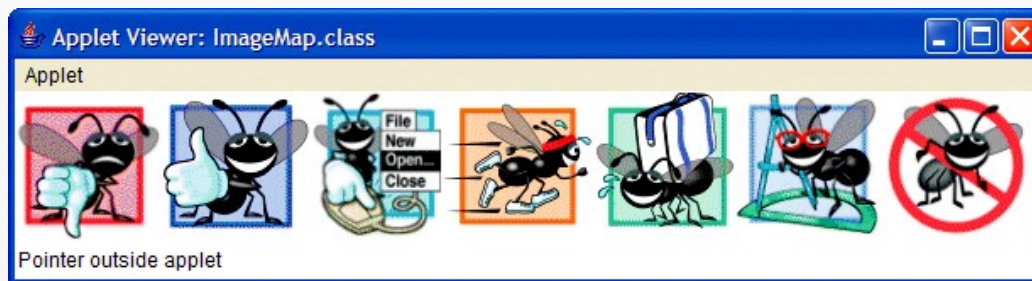 Applet Viewer: ImageMap.class
Applet
File
New
Open...
Close
Pointer outside applet